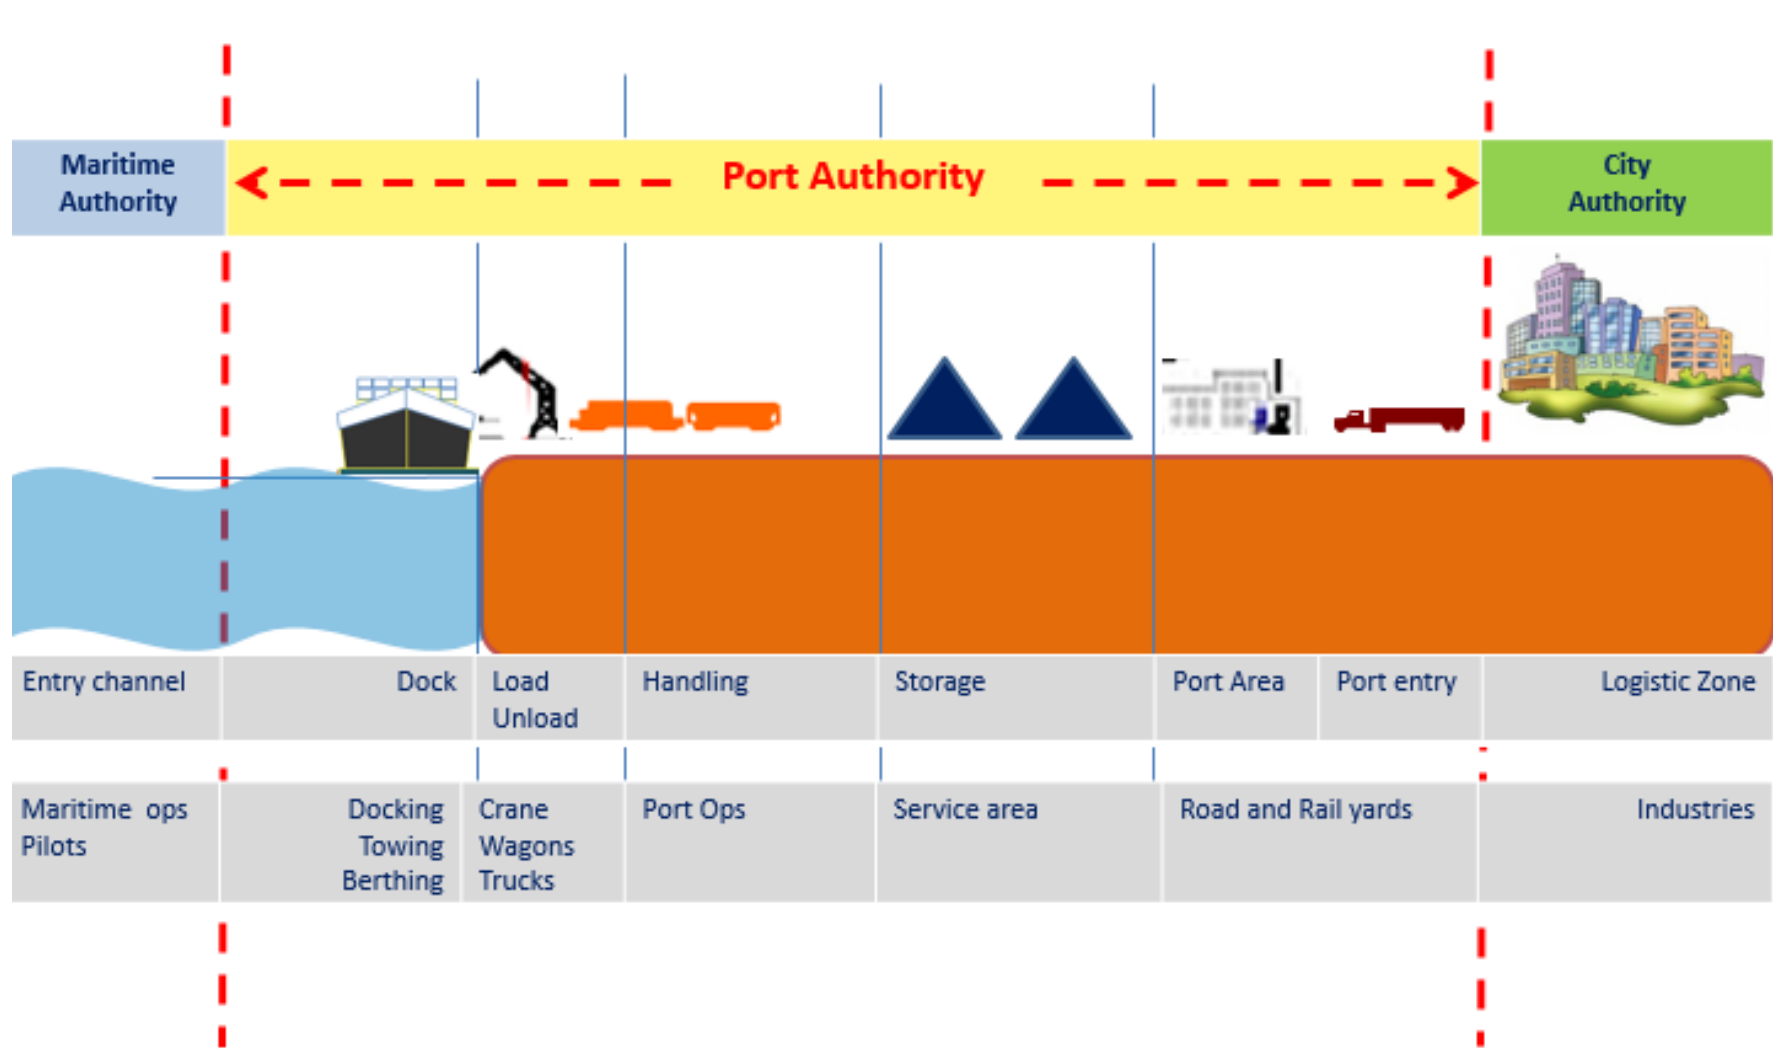 Maritime
Authority
Port Authority
City
Authority
Entry channel
Dock
Load
Unload
Handling
Storage
Port Area
Port entry
Logistic Zone
Maritime ops
Pilots
Docking
Towing
Berthing
Crane
Wagons
Trucks
Port Ops
Service area
Road and Rail yards
Industries